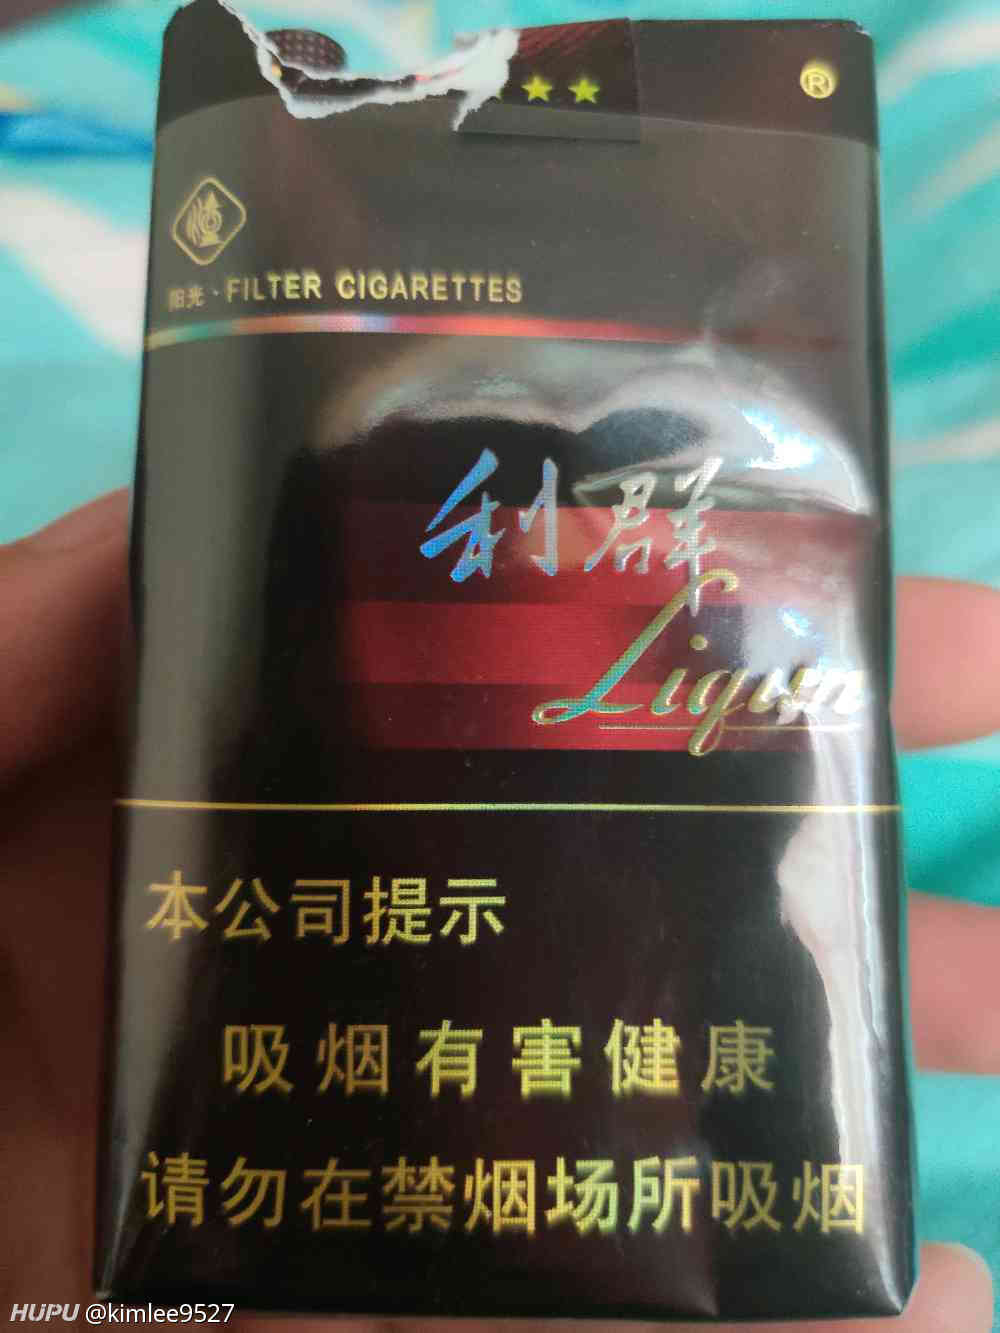 ®
阳光·FILTER CIGARETTES
利群
Liqun
本公司提示
吸烟有害健康
请勿在禁烟场所吸烟
HUPU @kimlee9527